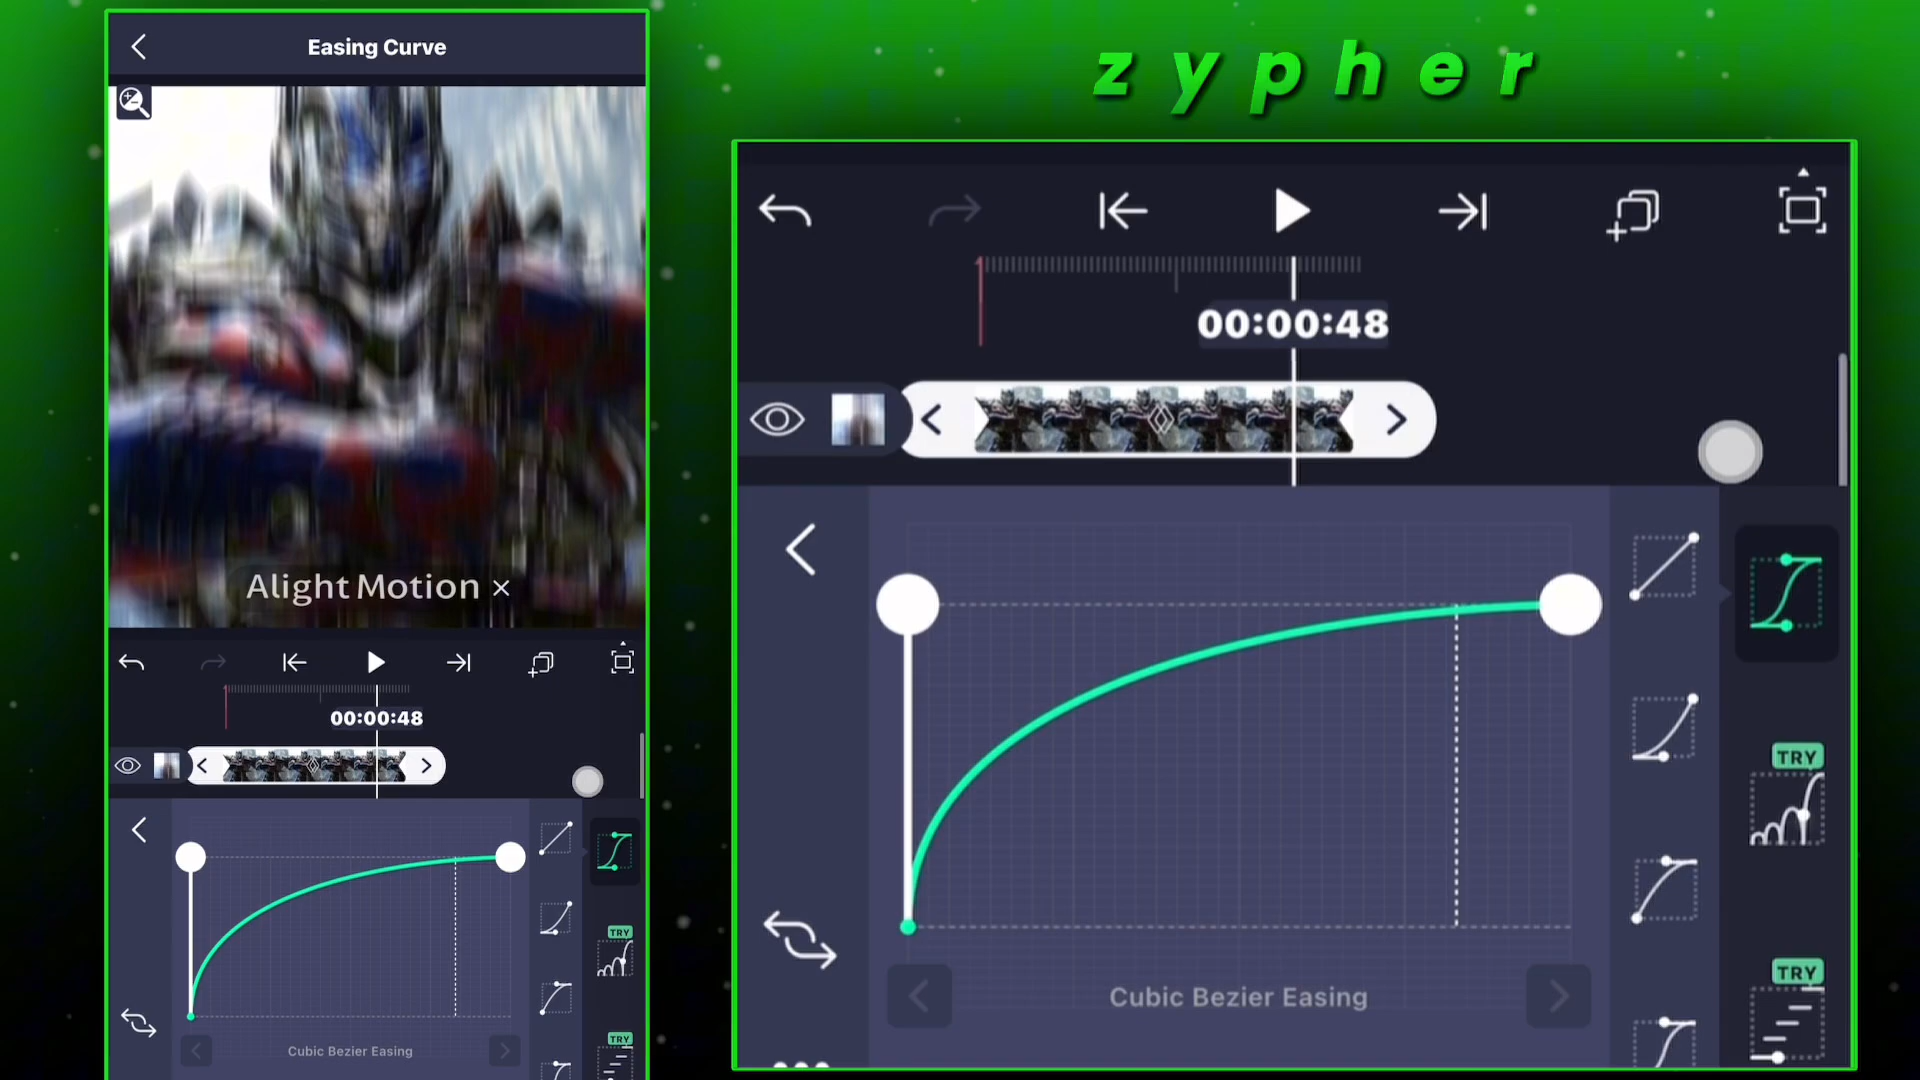 Easing Curve
Alight Motion ×
00:00:48
TRY
TRY
Cubic Bezier Easing
zypher
00:00:48
TRY
TRY
Cubic Bezier Easing